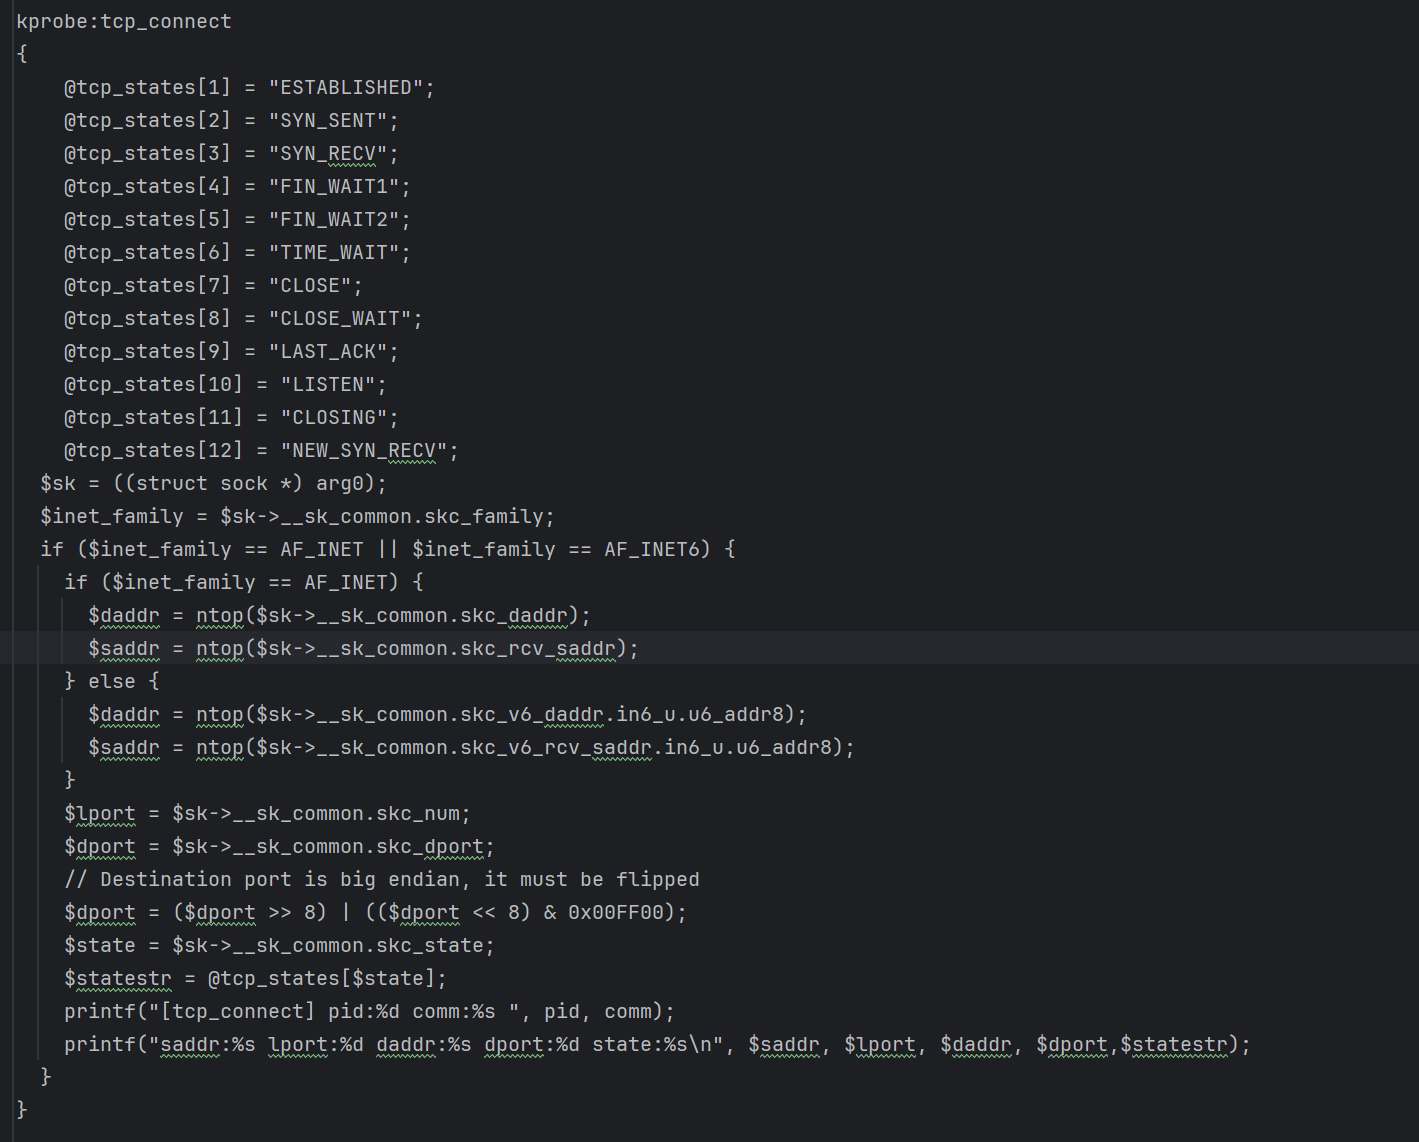 kprobe:tcp_connect
{
    @tcp_states[1] = "ESTABLISHED";
    @tcp_states[2] = "SYN_SENT";
    @tcp_states[3] = "SYN_RECV";
    @tcp_states[4] = "FIN_WAIT1";
    @tcp_states[5] = "FIN_WAIT2";
    @tcp_states[6] = "TIME_WAIT";
    @tcp_states[7] = "CLOSE";
    @tcp_states[8] = "CLOSE_WAIT";
    @tcp_states[9] = "LAST_ACK";
    @tcp_states[10] = "LISTEN";
    @tcp_states[11] = "CLOSING";
    @tcp_states[12] = "NEW_SYN_RECV";
  $sk = ((struct sock *) arg0);
  $inet_family = $sk->__sk_common.skc_family;
  if ($inet_family == AF_INET || $inet_family == AF_INET6) {
    if ($inet_family == AF_INET) {
      $daddr = ntop($sk->__sk_common.skc_daddr);
      $saddr = ntop($sk->__sk_common.skc_rcv_saddr);
    } else {
      $daddr = ntop($sk->__sk_common.skc_v6_daddr.in6_u.u6_addr8);
      $saddr = ntop($sk->__sk_common.skc_v6_rcv_saddr.in6_u.u6_addr8);
    }
    $lport = $sk->__sk_common.skc_num;
    $dport = $sk->__sk_common.skc_dport;
    // Destination port is big endian, it must be flipped
    $dport = ($dport >> 8) | (($dport << 8) & 0x00FF00);
    $state = $sk->__sk_common.skc_state;
    $statestr = @tcp_states[$state];
    printf("[tcp_connect] pid:%d comm:%s ", pid, comm);
    printf("saddr:%s lport:%d daddr:%s dport:%d state:%s\n", $saddr, $lport, $daddr, $dport,$statestr);
  }
}